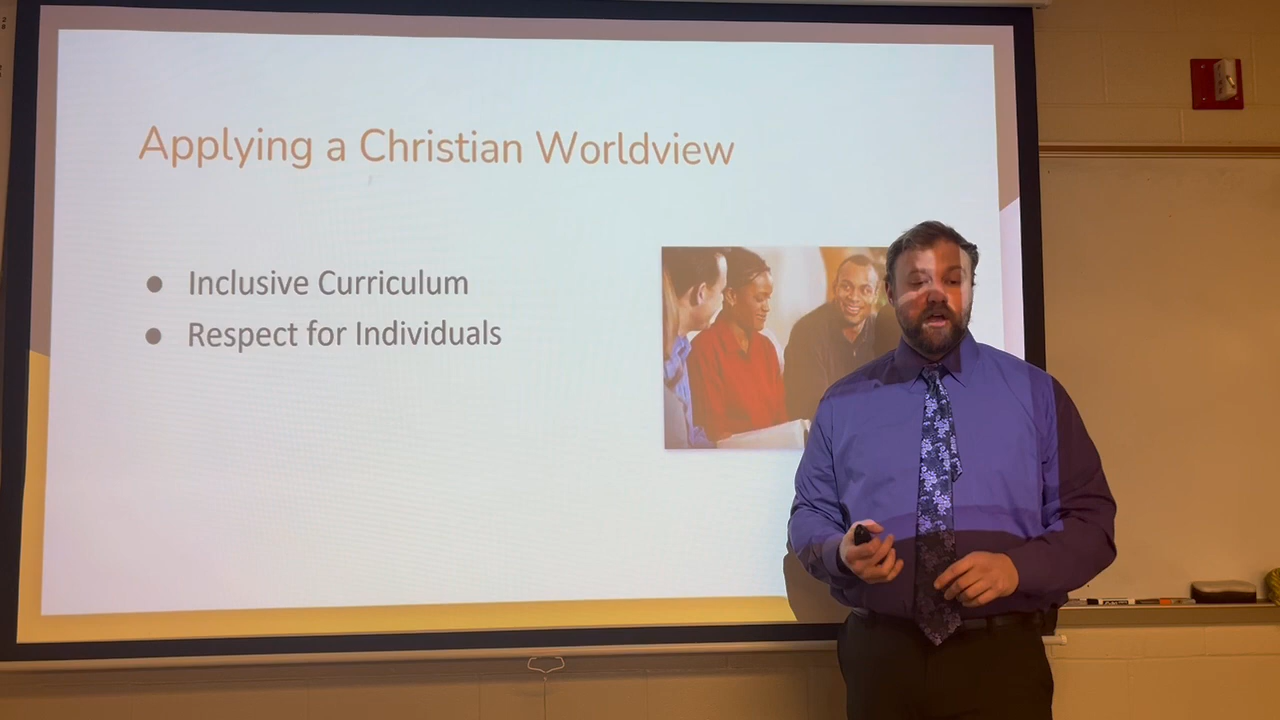 Applying a Christian Worldview
● Inclusive Curriculum
● Respect for Individuals